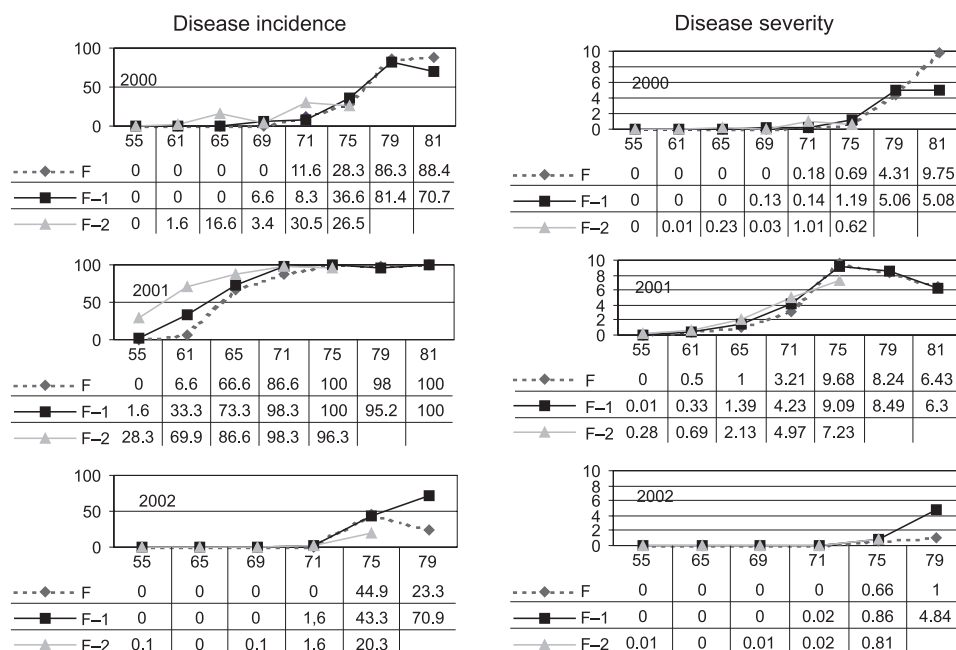 Disease incidence
100
50
0
2000
55 61 65 69 71 75 79 81
F 0 0 0 0 11.6 28.3 86.3 88.4
F–1 0 0 0 6.6 8.3 36.6 81.4 70.7
F–2 0 1.6 16.6 3.4 30.5 26.5
100
50
0
2001
55 61 65 71 75 79 81
F 0 6.6 66.6 86.6 100 98 100
F–1 1.6 33.3 73.3 98.3 100 95.2 100
F–2 28.3 69.9 86.6 98.3 96.3
100
50
0
2002
55 65 69 71 75 79
F 0 0 0 0 44.9 23.3
F–1 0 0 0 1,6 43.3 70.9
F–2 0.1 0 0.1 1.6 20.3
Disease severity
10
8
6
4
2
0
2000
55 61 65 69 71 75 79 81
F 0 0 0 0 0.18 0.69 4.31 9.75
F–1 0 0 0 0.13 0.14 1.19 5.06 5.08
F–2 0 0.01 0.23 0.03 1.01 0.62
10
8
6
4
2
0
2001
55 61 65 71 75 79 81
F 0 0.5 1 3.21 9.68 8.24 6.43
F–1 0.01 0.33 1.39 4.23 9.09 8.49 6.3
F–2 0.28 0.69 2.13 4.97 7.23
10
8
6
4
2
0
2002
55 65 69 71 75 79
F 0 0 0 0 0.66 1
F–1 0 0 0 0.02 0.86 4.84
F–2 0.01 0 0.01 0.02 0.81